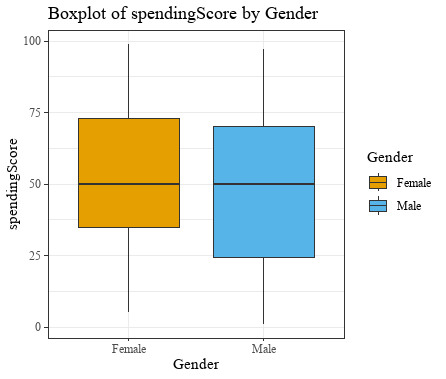 Boxplot of spendingScore by Gender
100
75
50
25
0
spendingScore
Female Male
Gender
Gender
Female
Male